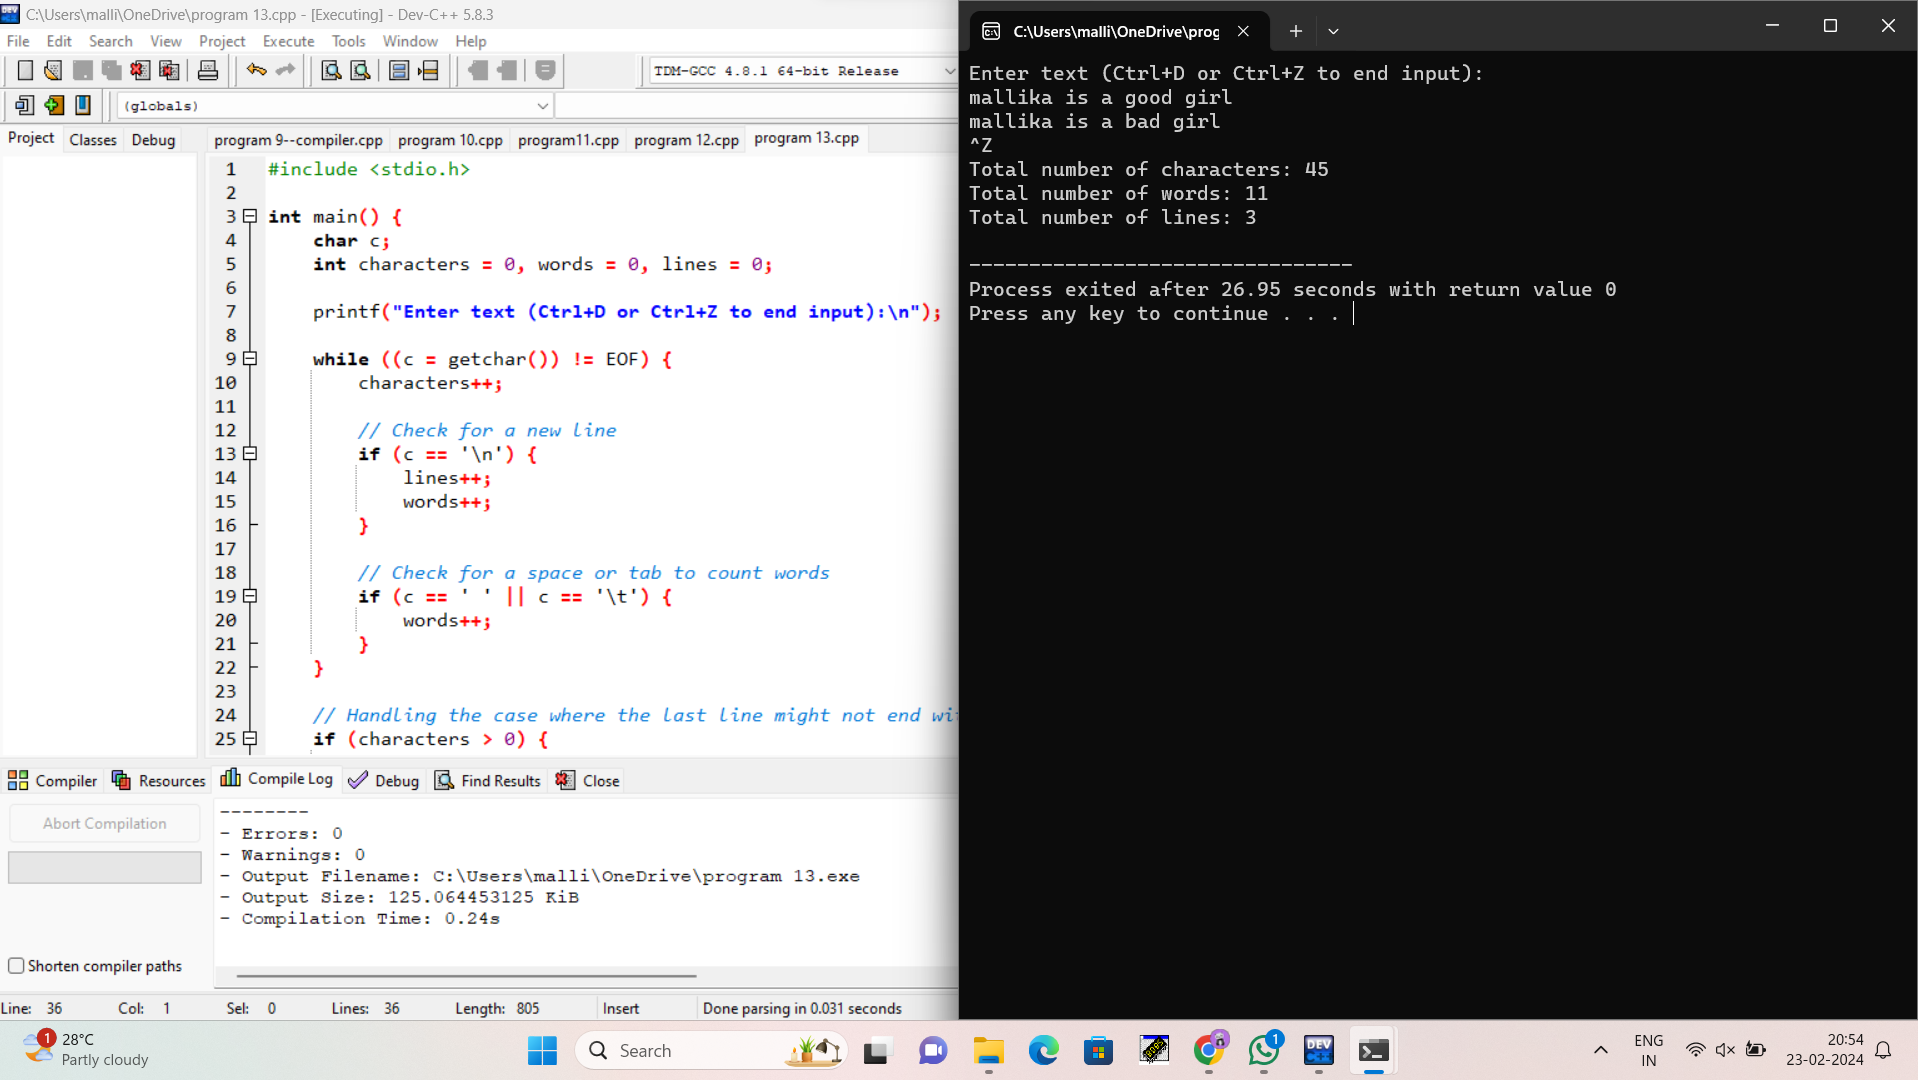 C:\Users\malli\OneDrive\program 13.cpp - [Executing] - Dev-C++ 5.8.3
File Edit Search View Project Execute Tools Window Help
TDM-GCC 4.8.1 64-bit Release
(globals)
Project Classes Debug
program 9--compiler.cpp program 10.cpp program11.cpp program 12.cpp program 13.cpp
1 #include <stdio.h>
2
3 int main() {
4 char c;
5 int characters = 0, words = 0, lines = 0;
6
7 printf("Enter text (Ctrl+D or Ctrl+Z to end input):\n");
8
9 while ((c = getchar()) != EOF) {
10 characters++;
11
12 // Check for a new line
13 if (c == '\n') {
14 lines++;
15 words++;
16 }
17
18 // Check for a space or tab to count words
19 if (c == ' ' || c == '\t') {
20 words++;
21 }
22 }
23
24 // Handling the case where the last line might not end wi
25 if (characters > 0) {
Compiler Resources Compile Log Debug Find Results Close
Abort Compilation
Shorten compiler paths
--------
- Errors: 0
- Warnings: 0
- Output Filename: C:\Users\malli\OneDrive\program 13.exe
- Output Size: 125.064453125 KiB
- Compilation Time: 0.24s
Line: 36 Col: 1 Sel: 0 Lines: 36 Length: 805 Insert Done parsing in 0.031 seconds
C:\Users\malli\OneDrive\prog
Enter text (Ctrl+D or Ctrl+Z to end input):
mallika is a good girl
mallika is a bad girl
^Z
Total number of characters: 45
Total number of words: 11
Total number of lines: 3
--------------------------------
Process exited after 26.95 seconds with return value 0
Press any key to continue . . .
1
28°C
Partly cloudy
Search
1
DEV
C++
ENG
IN
20:54
23-02-2024